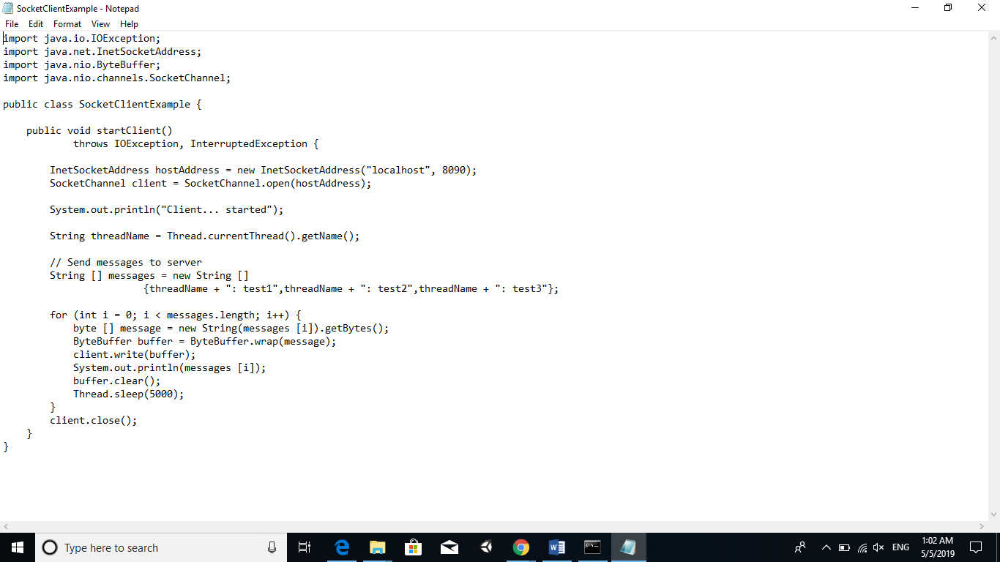 SocketClientExample - Notepad
File Edit Format View Help
import java.io.IOException;
import java.net.InetSocketAddress;
import java.nio.ByteBuffer;
import java.nio.channels.SocketChannel;

public class SocketClientExample {

    public void startClient()
            throws IOException, InterruptedException {

        InetSocketAddress hostAddress = new InetSocketAddress("localhost", 8090);
        SocketChannel client = SocketChannel.open(hostAddress);

        System.out.println("Client... started");

        String threadName = Thread.currentThread().getName();

        // Send messages to server
        String [] messages = new String []
                        {threadName + ": test1",threadName + ": test2",threadName + ": test3"};

        for (int i = 0; i < messages.length; i++) {
            byte [] message = new String(messages [i]).getBytes();
            ByteBuffer buffer = ByteBuffer.wrap(message);
            client.write(buffer);
            System.out.println(messages [i]);
            buffer.clear();
            Thread.sleep(5000);
        }
        client.close();
    }
}
Type here to search
ENG
1:02 AM
5/5/2019